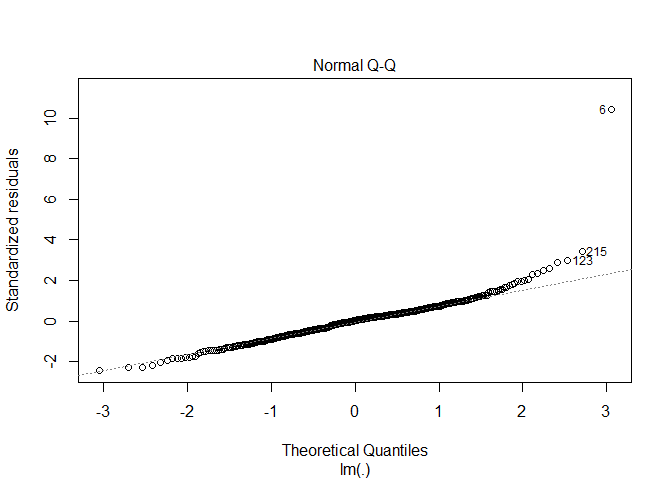 Normal Q-Q
Standardized residuals
10
8
6
4
2
0
-2
6
215
123
-3 -2 -1 0 1 2 3
Theoretical Quantiles
lm(.)